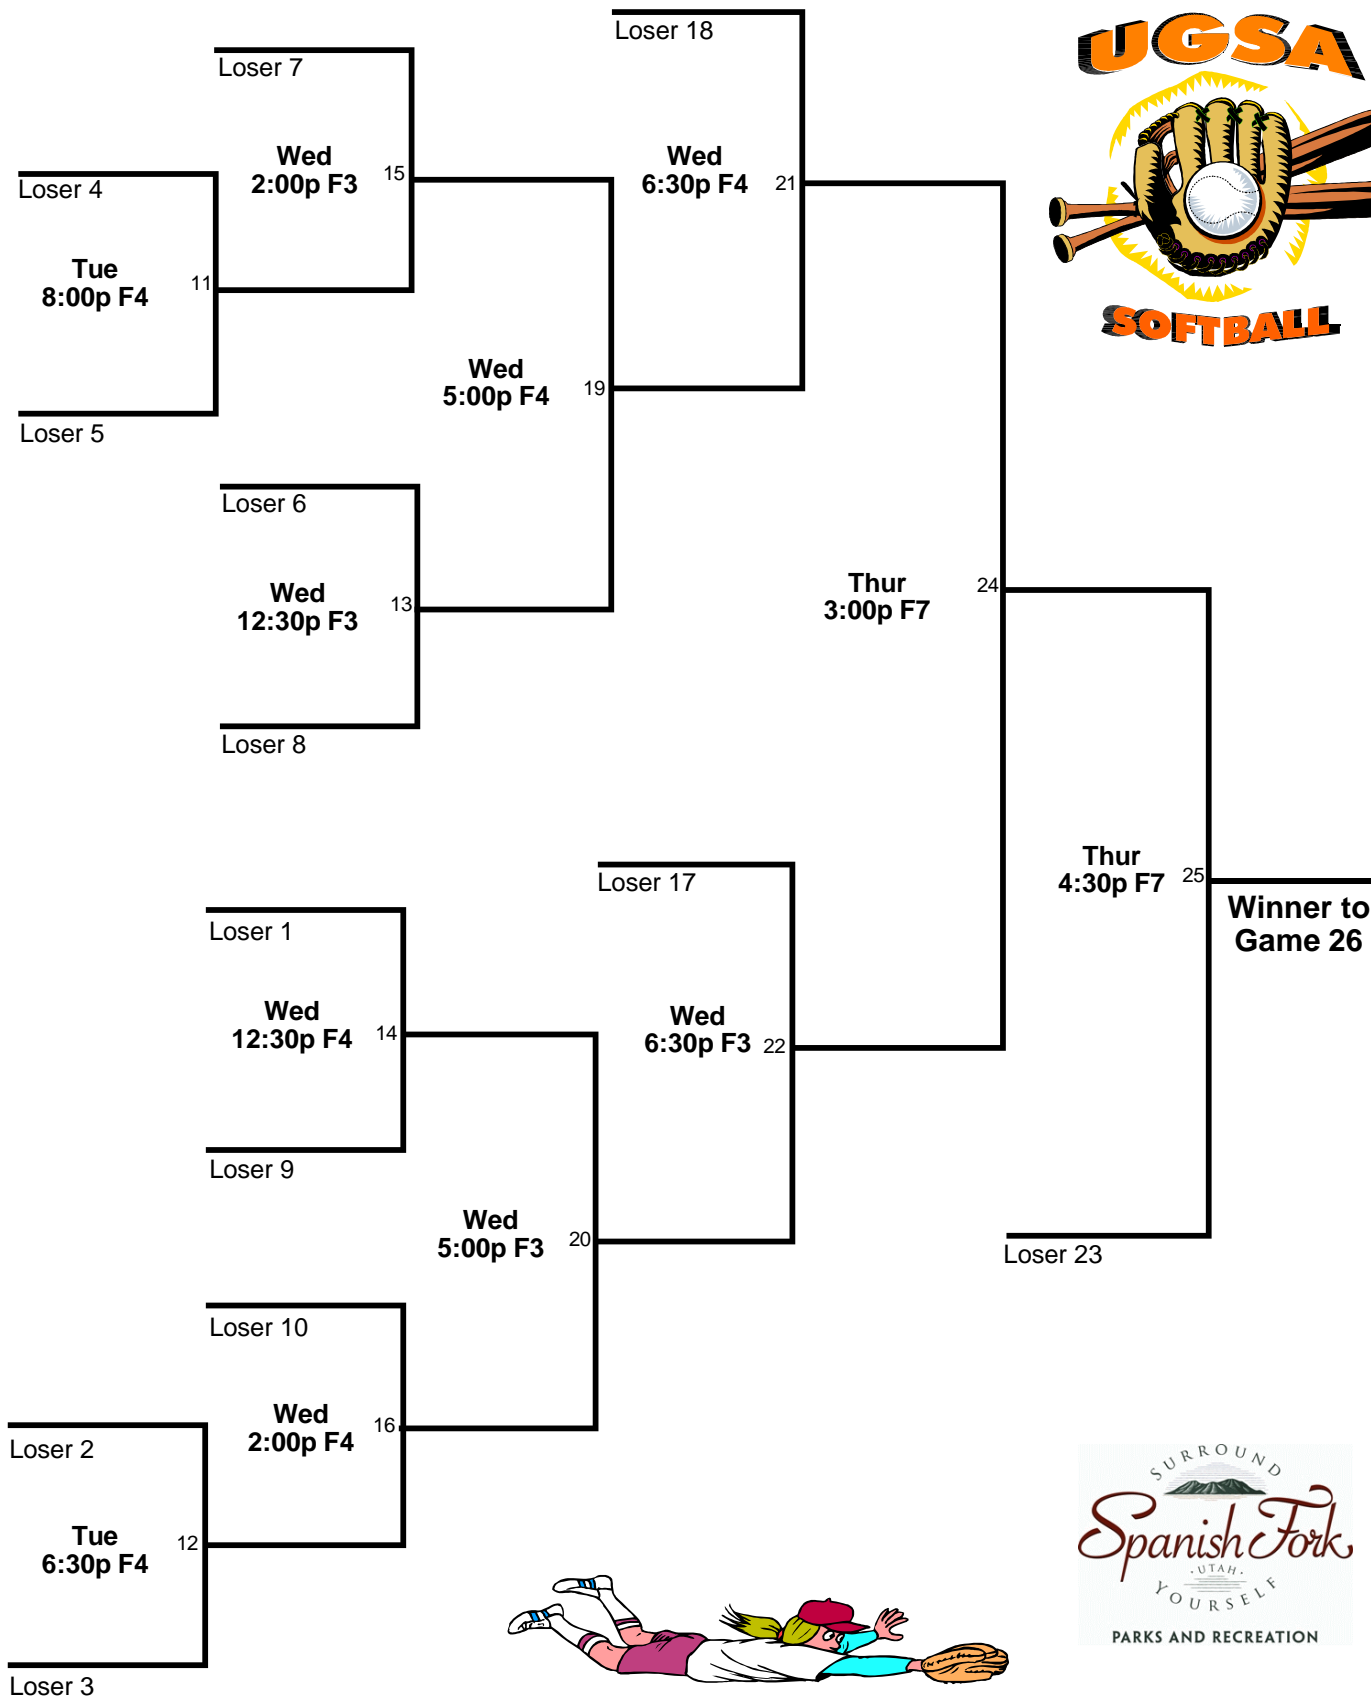 Loser 18
UGSA
Loser 7
Wed
2:00p F3
15
Wed
6:30p F4
21
Loser 4
Tue
8:00p F4
11
SOFTBALL
Wed
5:00p F4
19
Loser 5
Loser 6
Wed
12:30p F3
13
Thur
3:00p F7
24
Loser 8
Loser 17
Thur
4:30p F7
25
Winner to
Game 26
Loser 1
Wed
12:30p F4
14
Wed
6:30p F3
22
Loser 9
Wed
5:00p F3
20
Loser 23
Loser 10
Wed
2:00p F4
16
Loser 2
Tue
6:30p F4
12
Loser 3
SURROUND
Spanish Fork
·UTAH·
YOURSELF
PARKS AND RECREATION